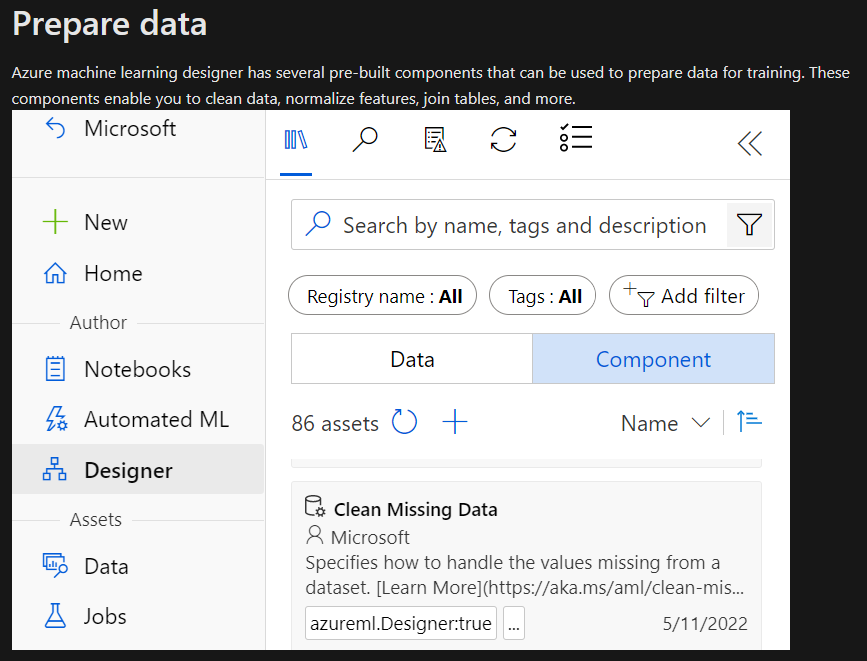 Prepare data
Azure machine learning designer has several pre-built components that can be used to prepare data for training. These
components enable you to clean data, normalize features, join tables, and more.
Microsoft
New
Home
Author
Notebooks
Automated ML
Designer
Assets
Data
Jobs
Search by name, tags and description
Registry name : All
Tags : All
Add filter
Data
Component
86 assets
Name
Clean Missing Data
Microsoft
Specifies how to handle the values missing from a
dataset. [Learn More](https://aka.ms/aml/clean-mis...
azureml.Designer:true
...
5/11/2022